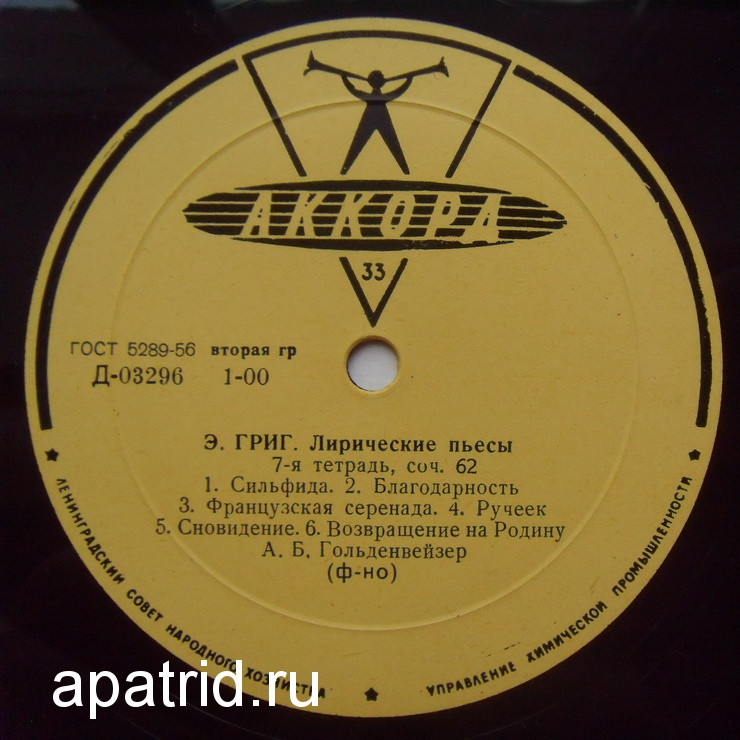 АККОРД
33
ГОСТ 5289-56 вторая гр
Д-03296 1-00
Э. ГРИГ. Лирические пьесы
7-я тетрадь, соч. 62
1. Сильфида. 2. Благодарность
3. Французская серенада. 4. Ручеек
5. Сновидение. 6. Возвращение на Родину
А. Б. Гольденвейзер
(ф-но)
★ ЛЕНИНГРАДСКИЙ СОВЕТ НАРОДНОГО ХОЗЯЙСТВА ★ УПРАВЛЕНИЕ ХИМИЧЕСКОЙ ПРОМЫШЛЕННОСТИ ★
apatrid.ru